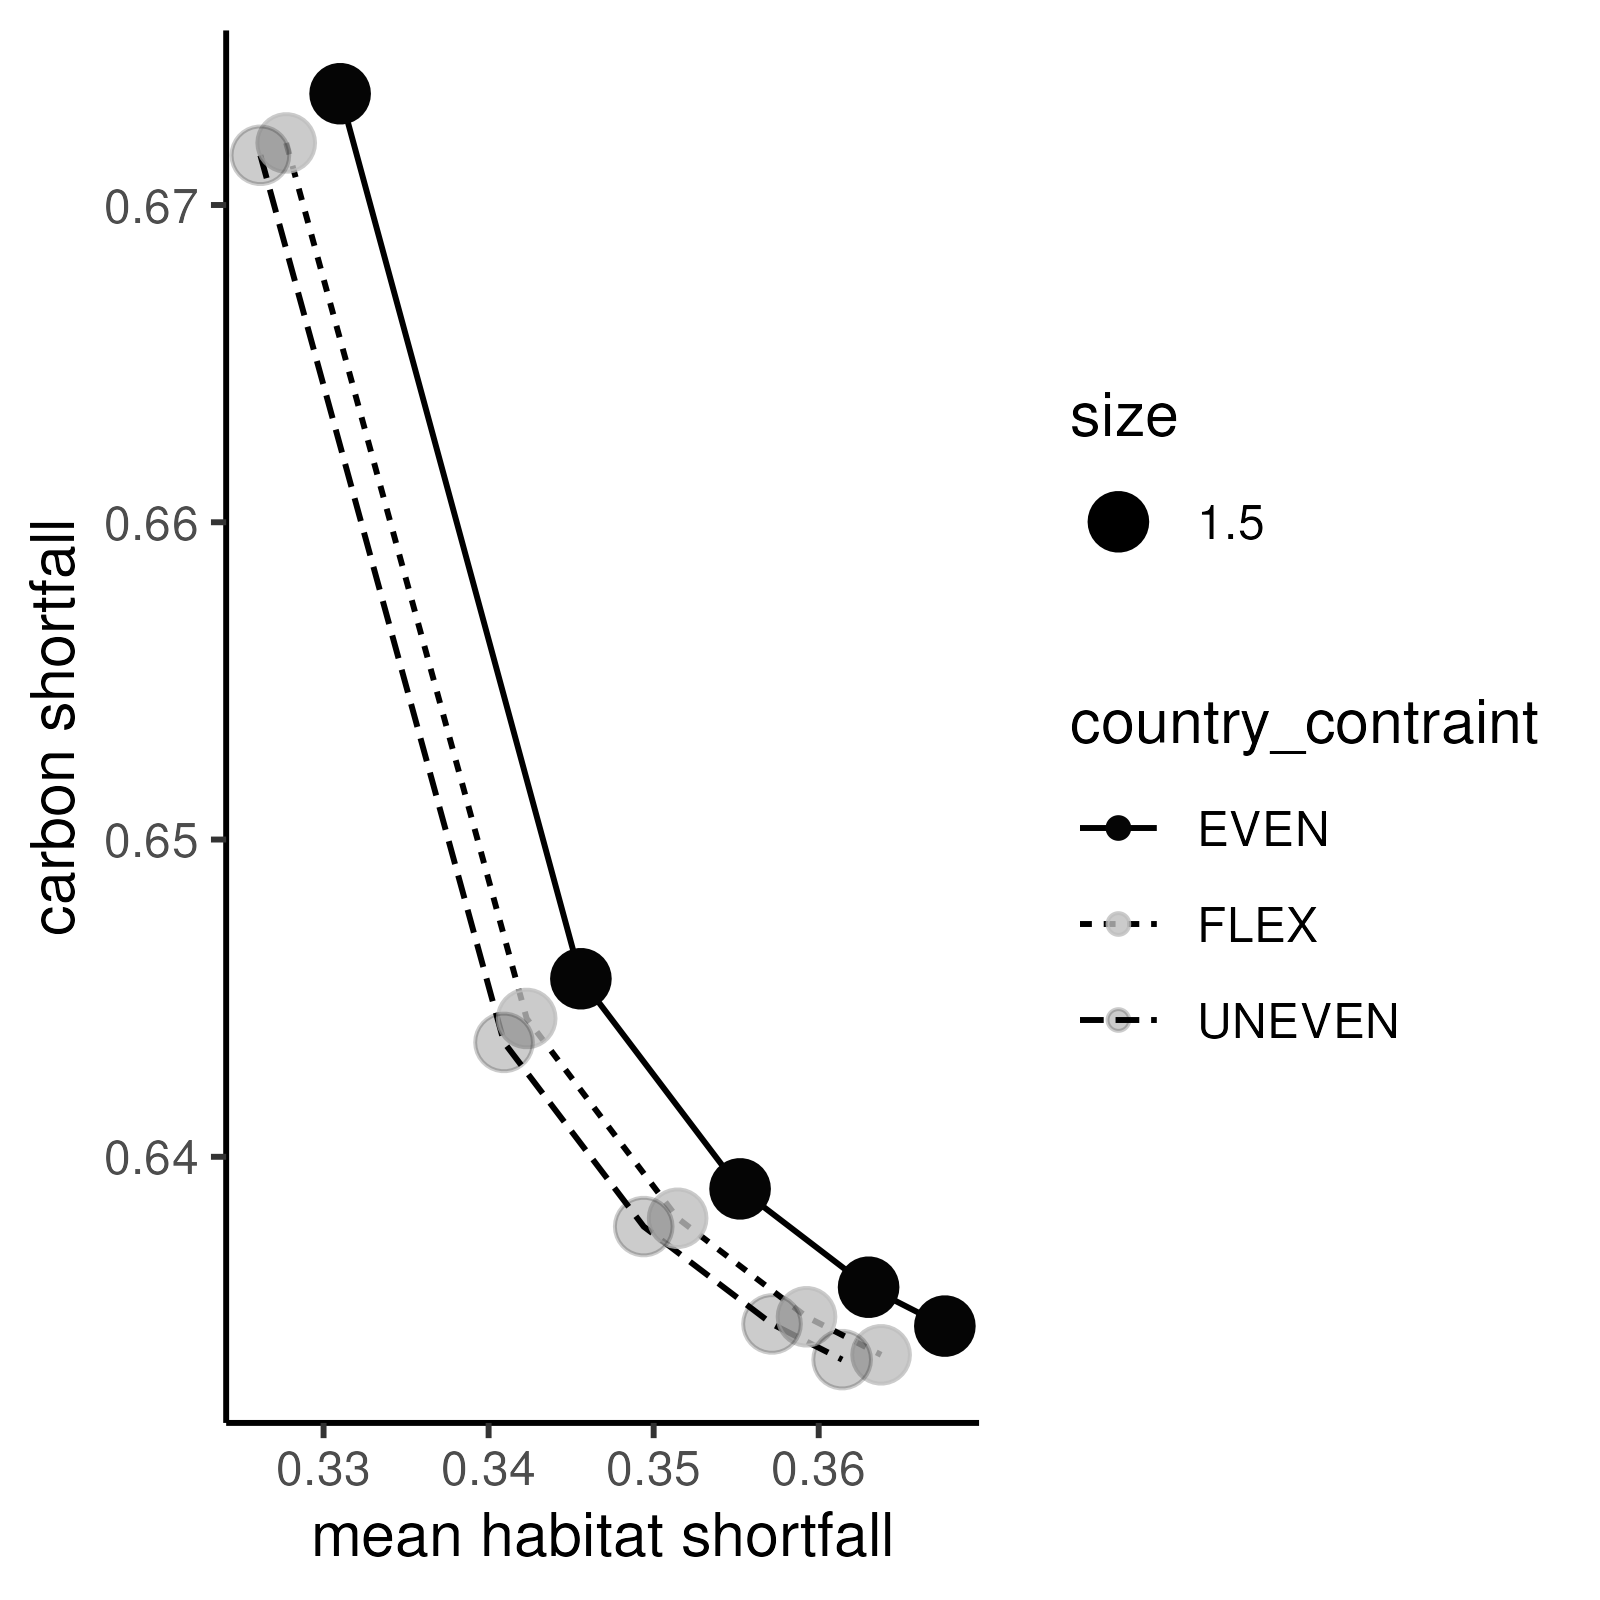 carbon shortfall
0.67
0.66
0.65
0.64
0.33
0.34
0.35
0.36
mean habitat shortfall
size
1.5
country_contraint
EVEN
FLEX
UNEVEN